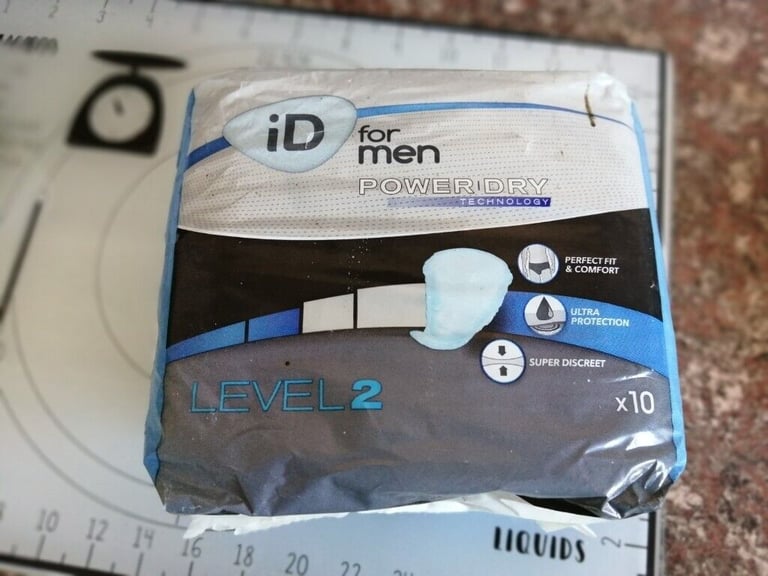 iD
for
men
POWER DRY
TECHNOLOGY
PERFECT FIT
& COMFORT
ULTRA
PROTECTION
SUPER DISCREET
LEVEL 2
x10
10 12 14 16 18 20 22
LIQUIDS
2